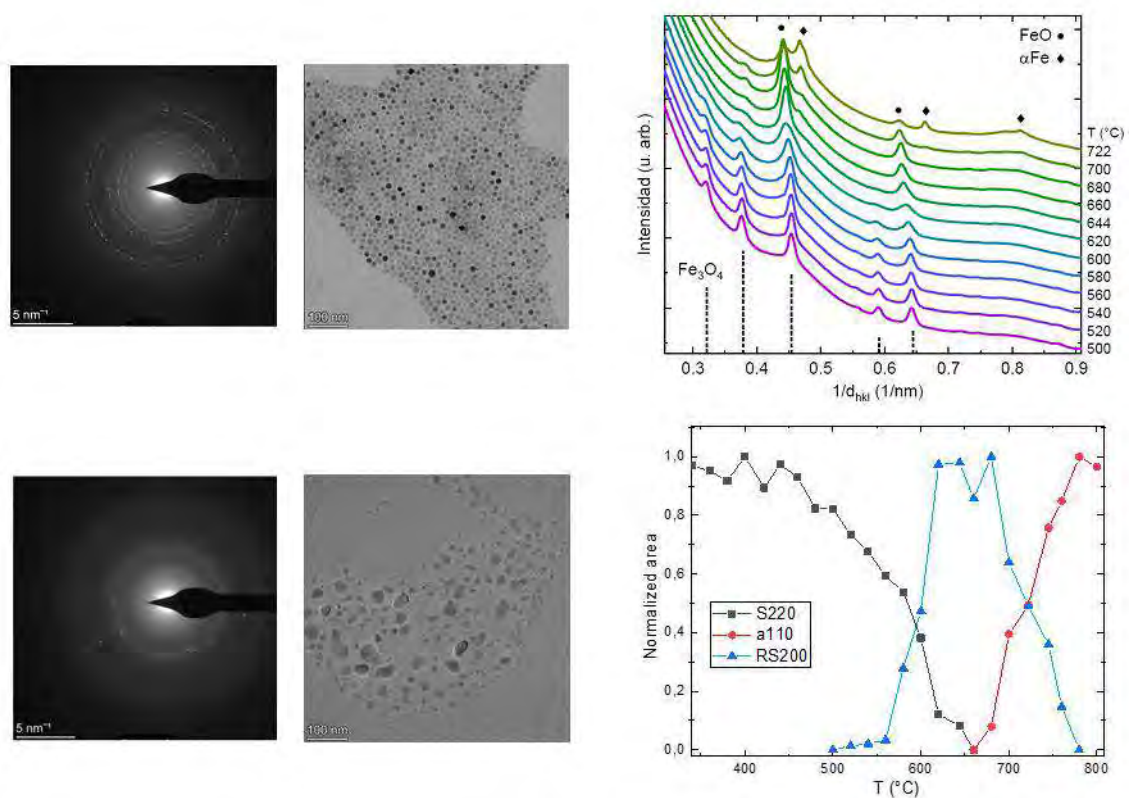 5 nm⁻¹
100 nm
Intensidad (u. arb.)
FeO
αFe
T (°C)
722
700
680
660
644
620
600
580
560
540
520
500
Fe₃O₄
0.3
0.4
0.5
0.6
0.7
0.8
0.9
1/dₕₖₗ (1/nm)
5 nm⁻¹
100 nm
Normalized area
1,0
0,8
0,6
0,4
0,2
0,0
S220
a110
RS200
400
500
600
700
800
T (°C)